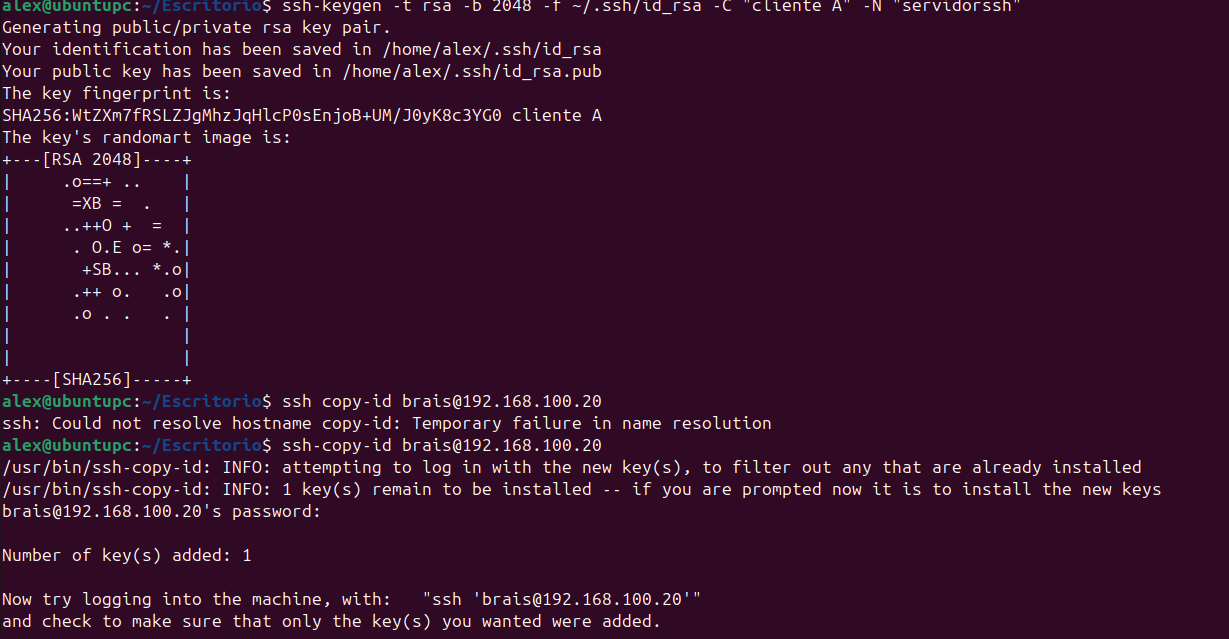 alex@ubuntupc:~/Escritorio$ ssh-keygen -t rsa -b 2048 -f ~/.ssh/id_rsa -C "cliente A" -N "servidorssh"
Generating public/private rsa key pair.
Your identification has been saved in /home/alex/.ssh/id_rsa
Your public key has been saved in /home/alex/.ssh/id_rsa.pub
The key fingerprint is:
SHA256:WtZXm7fRSLZJgMhzJqHlcP0sEnjoB+UM/J0yK8c3YG0 cliente A
The key's randomart image is:
+---[RSA 2048]----+
|     .o==+ ..    |
|      =XB =  .   |
|     ..++O +  =  |
|      . O.E o= *.|
|       +SB... *.o|
|      .++ o.   .o|
|      .o . .   . |
|                 |
|                 |
+----[SHA256]-----+
alex@ubuntupc:~/Escritorio$ ssh copy-id brais@192.168.100.20
ssh: Could not resolve hostname copy-id: Temporary failure in name resolution
alex@ubuntupc:~/Escritorio$ ssh-copy-id brais@192.168.100.20
/usr/bin/ssh-copy-id: INFO: attempting to log in with the new key(s), to filter out any that are already installed
/usr/bin/ssh-copy-id: INFO: 1 key(s) remain to be installed -- if you are prompted now it is to install the new keys
brais@192.168.100.20's password:
Number of key(s) added: 1
Now try logging into the machine, with:   "ssh 'brais@192.168.100.20'"
and check to make sure that only the key(s) you wanted were added.